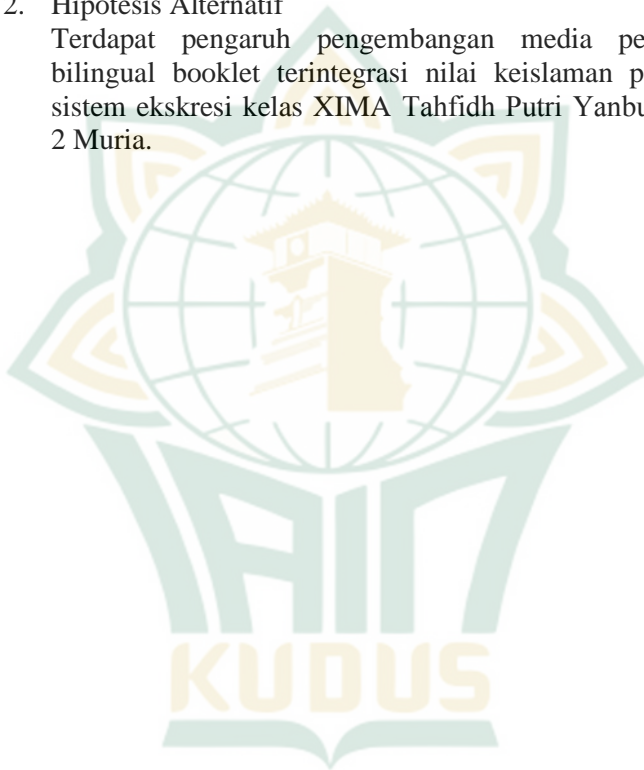 2. Hipotesis Alternatif
Terdapat pengaruh pengembangan media
bilingual booklet terintegrasi nilai keislaman
sistem ekskresi kelas XIMA Tahfidh Putri
2 Muria.
IAIN
KUDUS